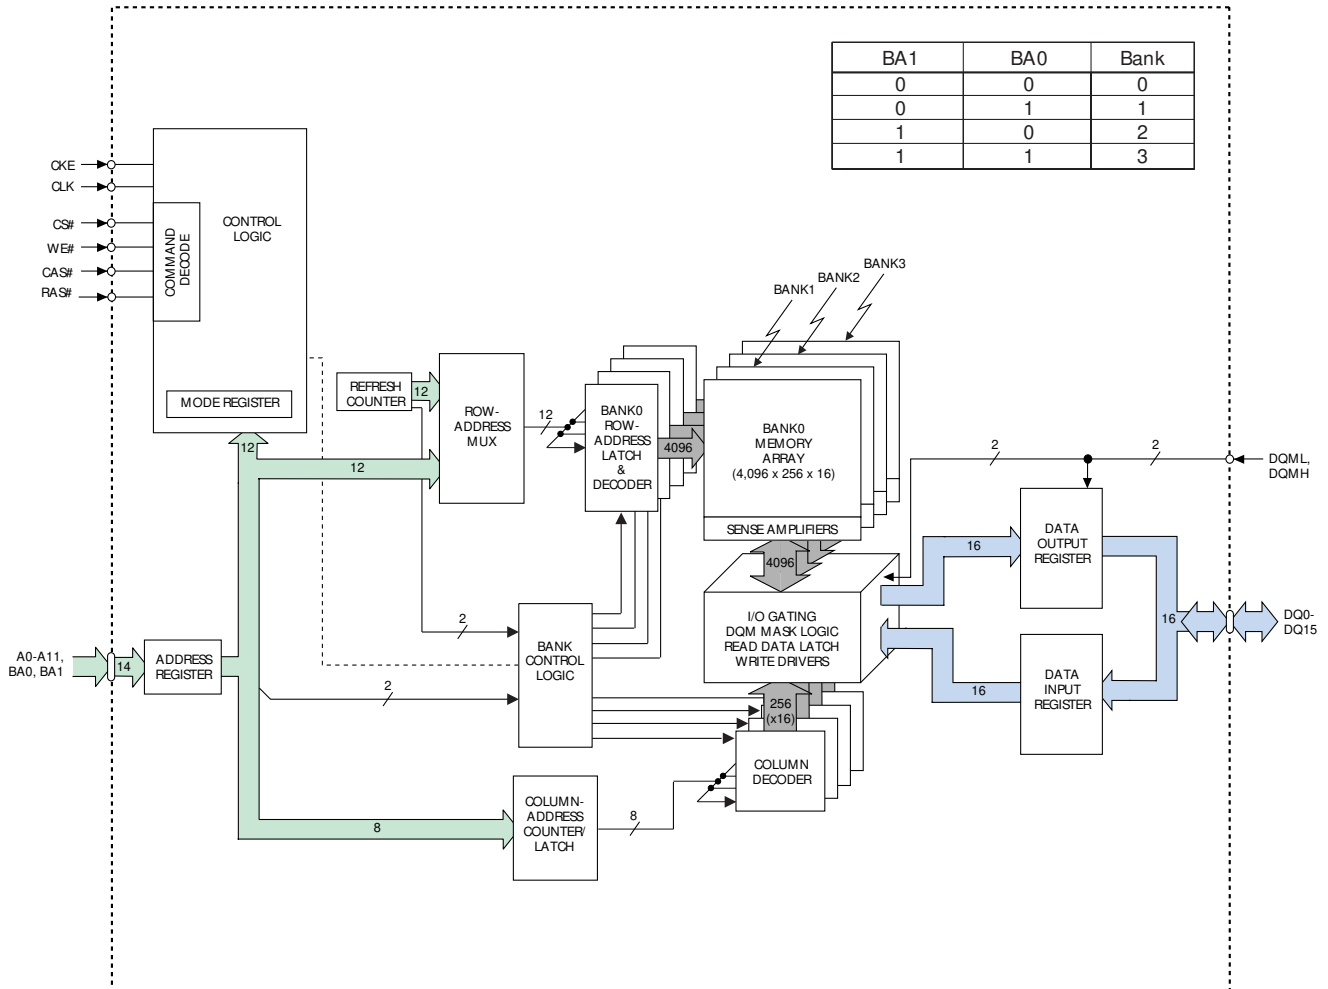 BA1 BA0 Bank
0 0 0
0 1 1
1 0 2
1 1 3
CKE
CLK
CS#
WE#
CAS#
RAS#
COMMAND
DECODE
CONTROL
LOGIC
MODE REGISTER
12
REFRESH
COUNTER
12
12
ROW-
ADDRESS
MUX
12
BANK0
ROW-
ADDRESS
LATCH
&
DECODER
4096
BANK1
BANK2
BANK3
BANK0
MEMORY
ARRAY
(4,096 x 256 x 16)
SENSE AMPLIFIERS
4096
I/O GATING
DQM MASK LOGIC
READ DATA LATCH
WRITE DRIVERS
2
2
DQML,
DQMH
16
DATA
OUTPUT
REGISTER
16
DQ0-
DQ15
16
DATA
INPUT
REGISTER
A0-A11,
BA0, BA1
14
ADDRESS
REGISTER
2
2
BANK
CONTROL
LOGIC
256
(x16)
COLUMN
DECODER
8
COLUMN-
ADDRESS
COUNTER/
LATCH
8